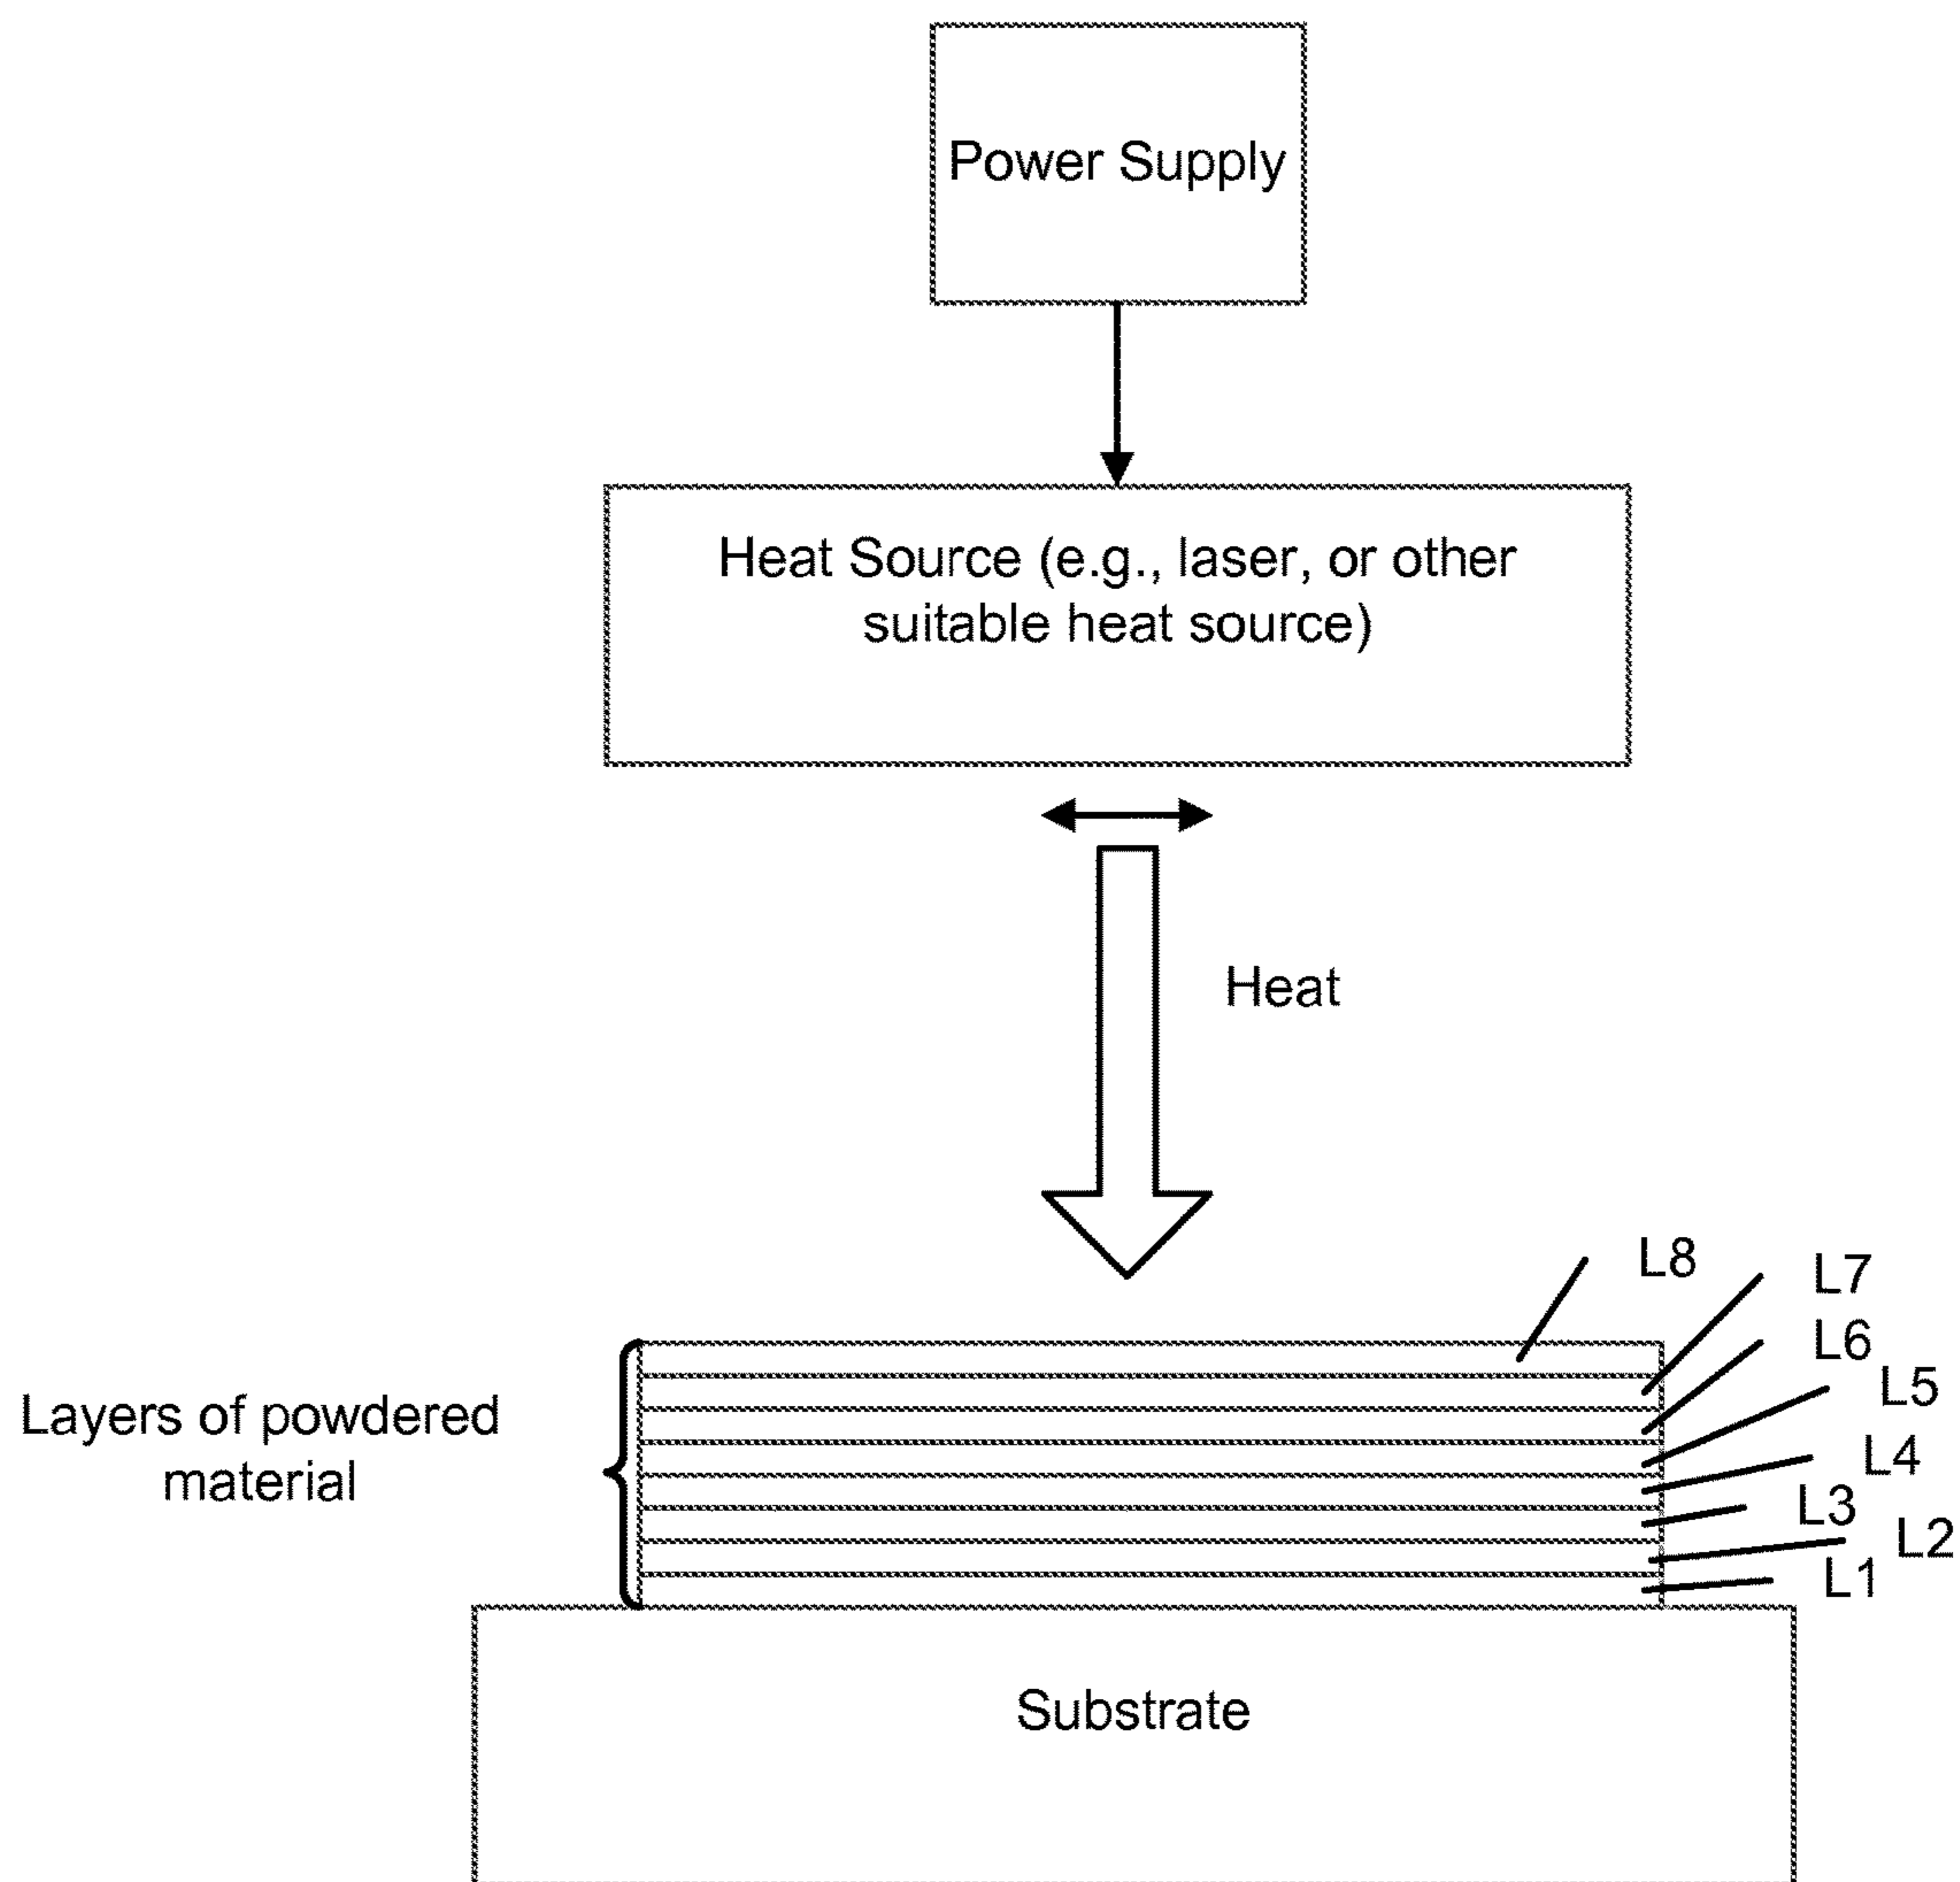 Power Supply
Heat Source (e.g., laser, or other
suitable heat source)
Heat
L8
L7
L6
L5
L4
L3
L2
L1
Layers of powdered
material
Substrate